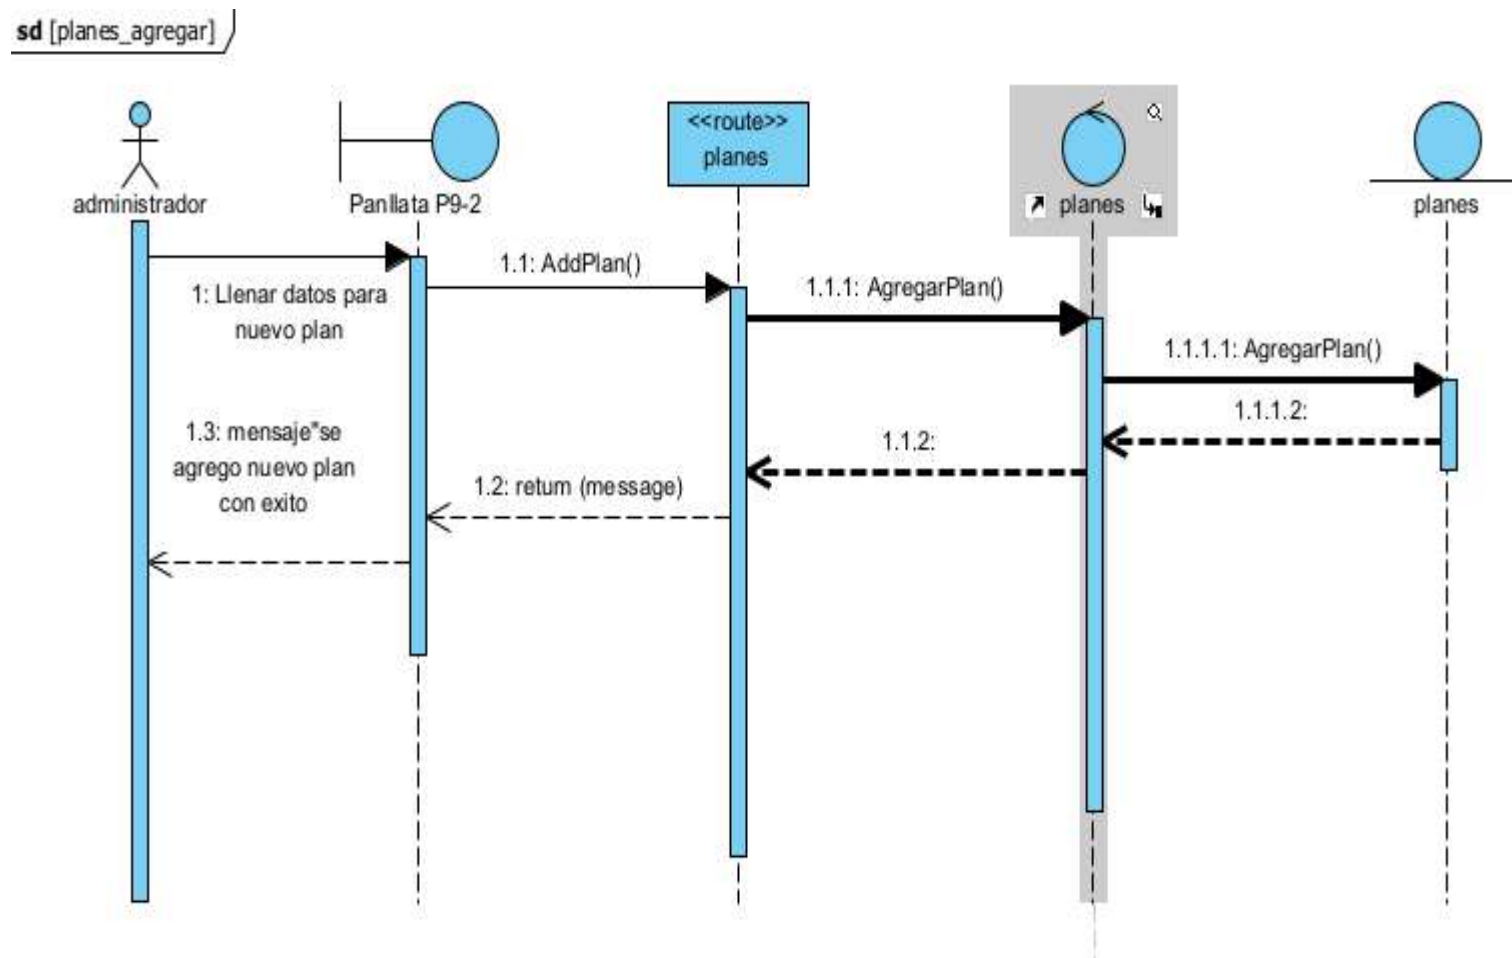 sd [planes_agregar]
<<route>>
planes
administrador
Panllata P9-2
planes
planes
1.1: AddPlan()
1.1.1: AgregarPlan()
1: Llenar datos para
nuevo plan
1.1.1.1: AgregarPlan()
1.1.1.2:
1.3: mensaje"se
agrego nuevo plan
con exito
1.1.2:
1.2: return (message)